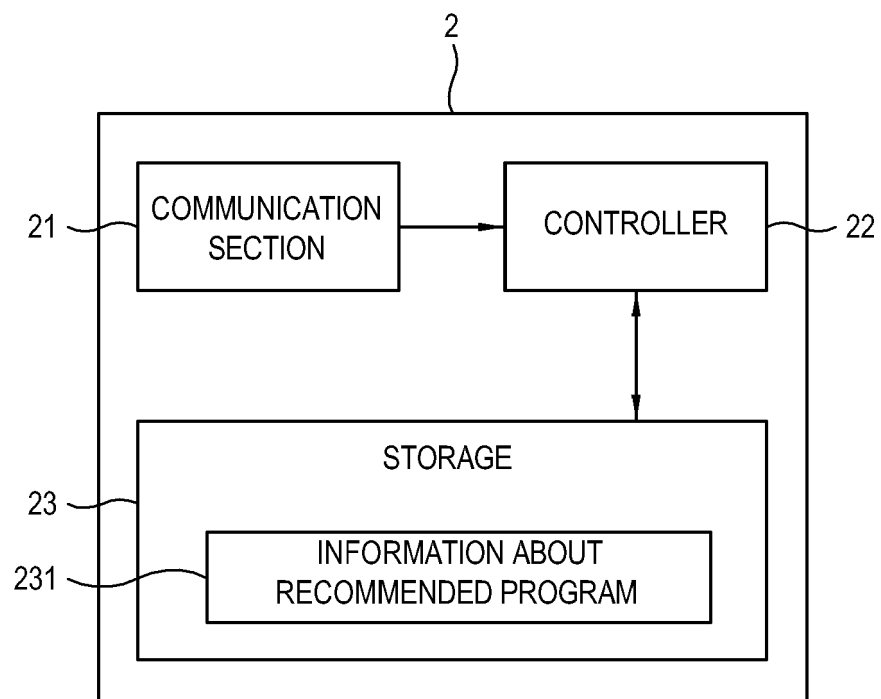 2
21
COMMUNICATION
SECTION
CONTROLLER
22
STORAGE
23
231
INFORMATION ABOUT
RECOMMENDED PROGRAM